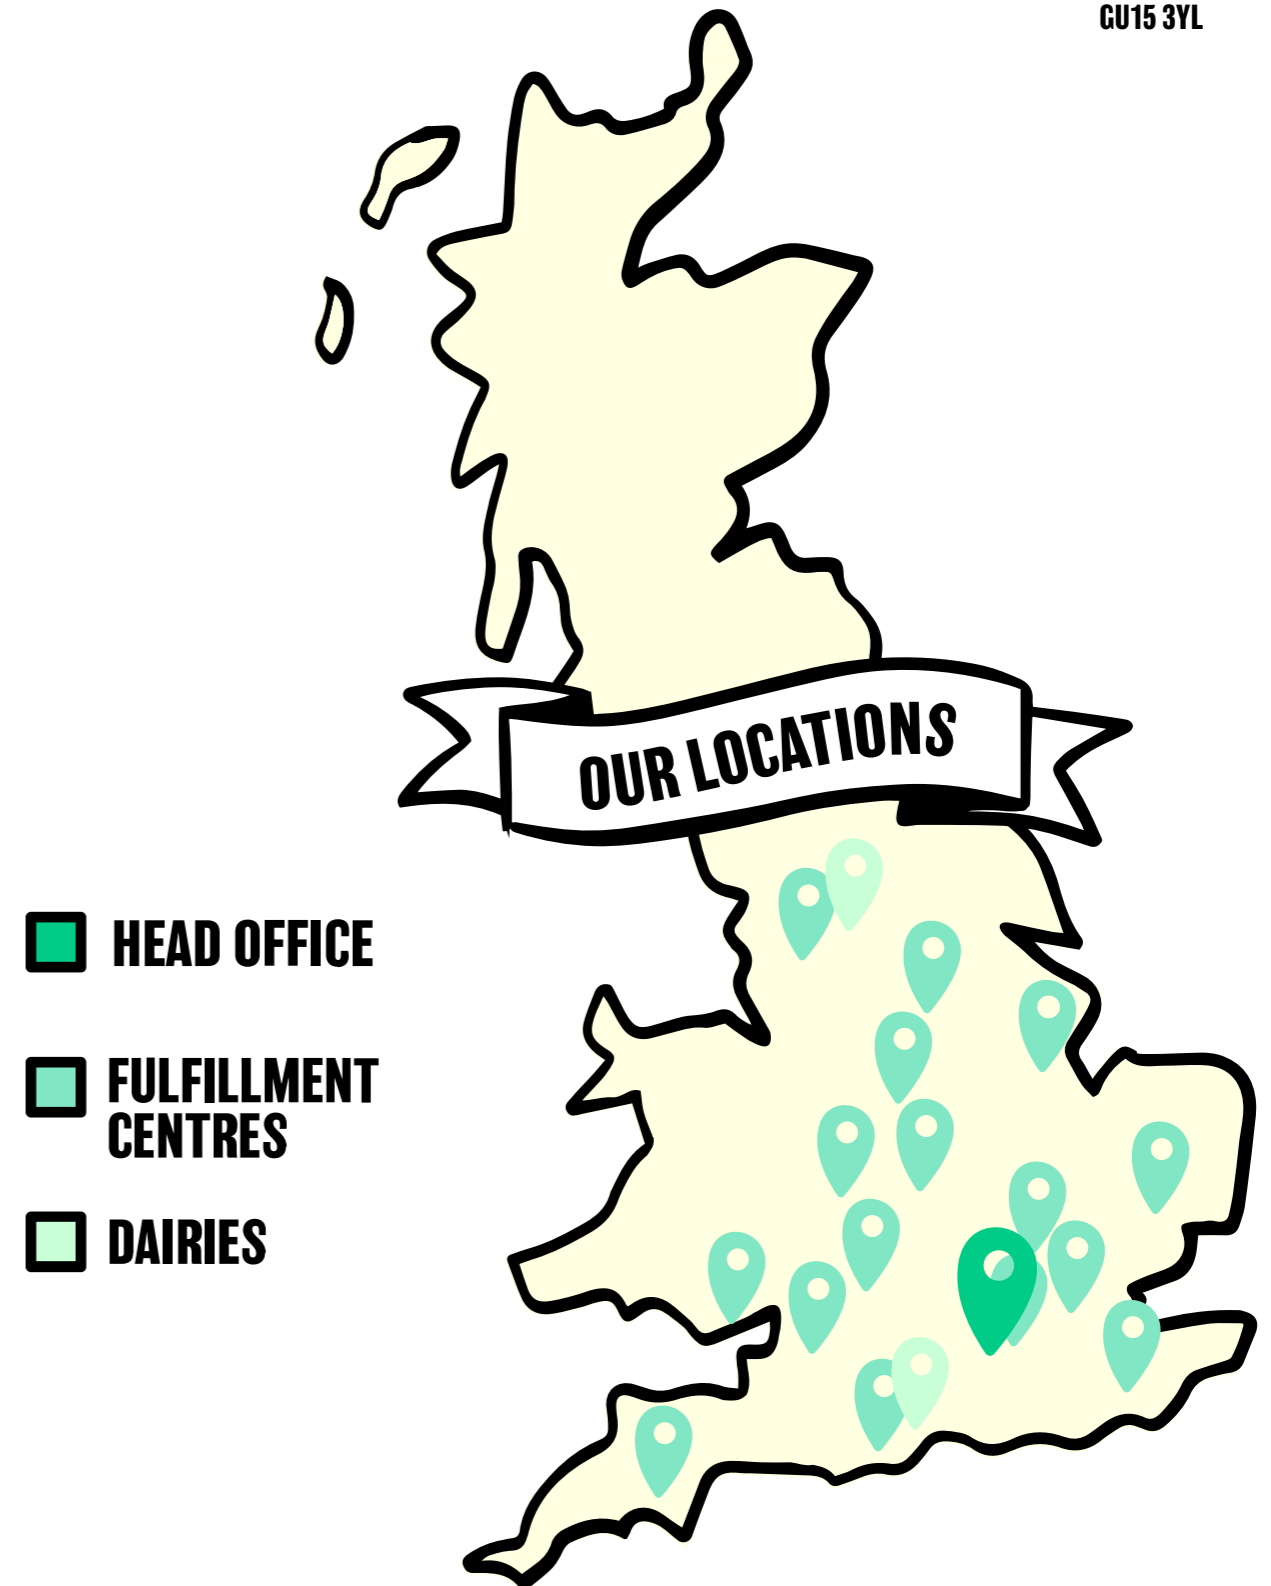 GU15 3YL
OUR LOCATIONS
HEAD OFFICE
FULFILLMENT
CENTRES
DAIRIES